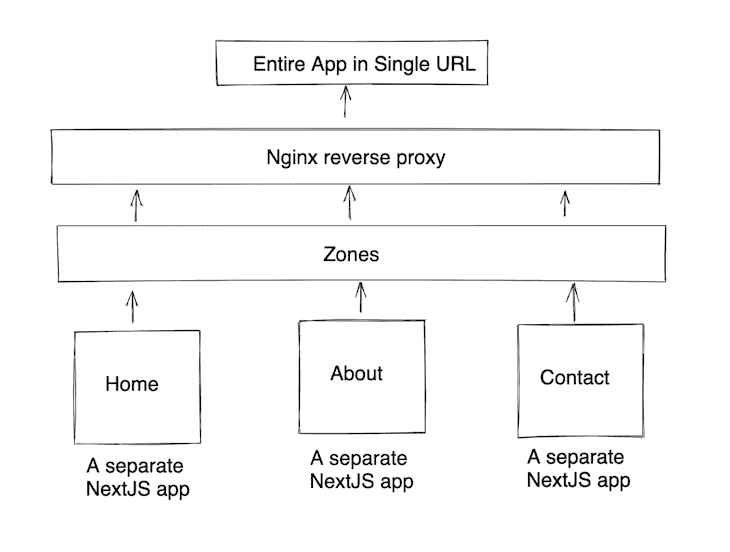 Entire App in Single URL
Nginx reverse proxy
Zones
Home
About
Contact
A separate
NextJS app
A separate
NextJS app
A separate
NextJS app